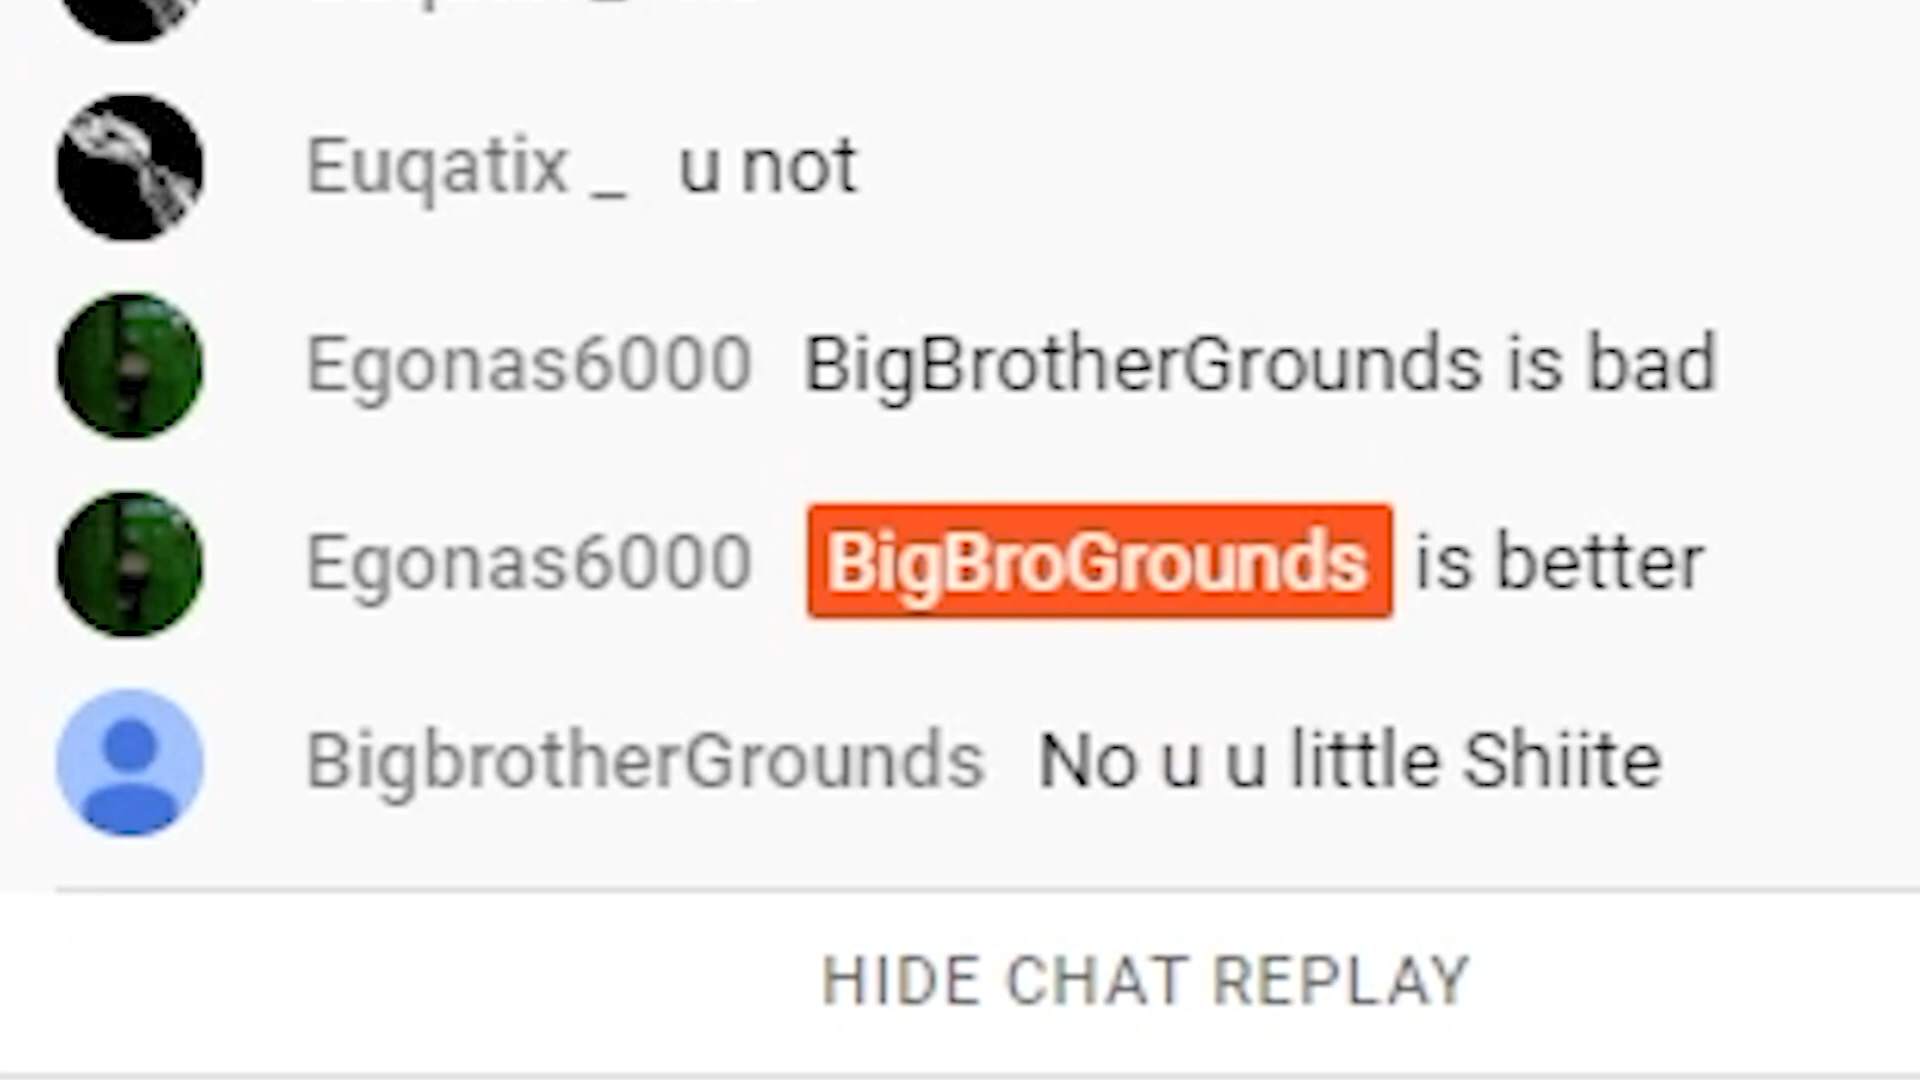 Euqatix _ u not
Egonas6000 BigBrotherGrounds is bad
Egonas6000 BigBroGrounds is better
BigbrotherGrounds No u u little Shiite
HIDE CHAT REPLAY